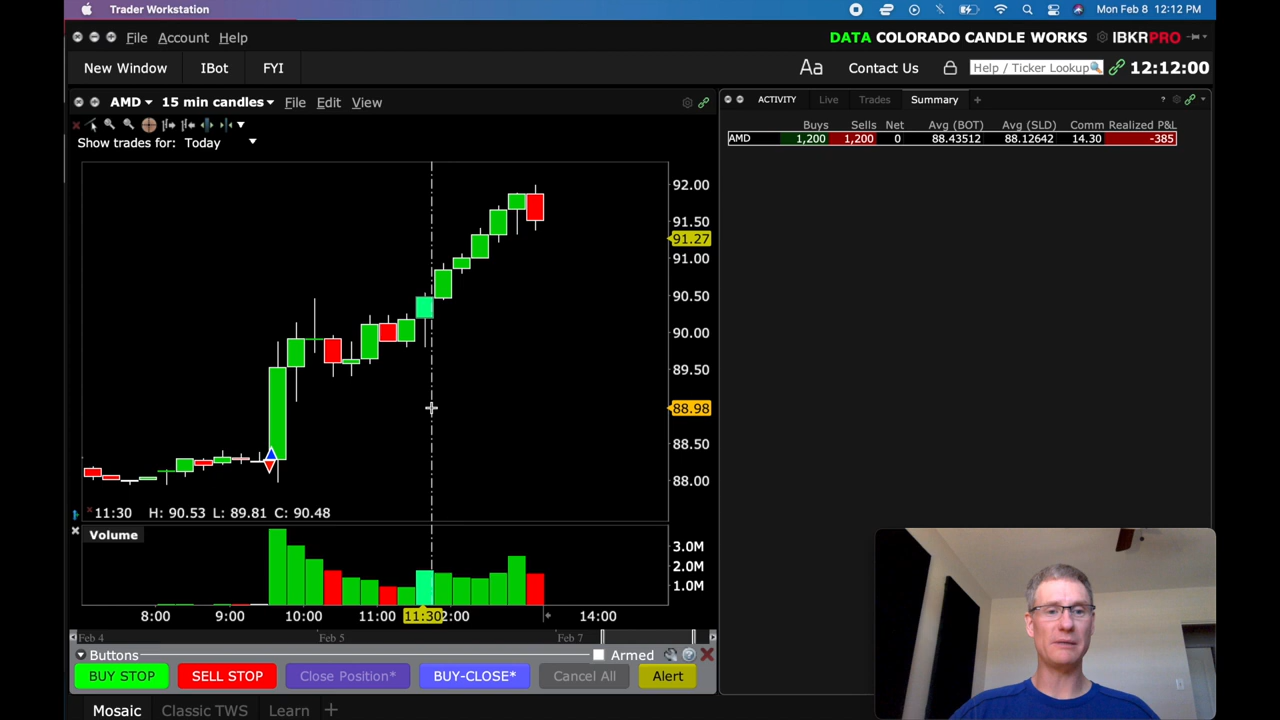 Trader Workstation
Mon Feb 8 12:12 PM
File Account Help
DATA COLORADO CANDLE WORKS IBKRPRO
New Window IBot FYI
Aa Contact Us Help / Ticker Lookup 12:12:00
AMD 15 min candles File Edit View
Show trades for: Today
92.00
91.50
91.27
91.00
90.50
90.00
89.50
88.98
88.50
88.00
11:30 H: 90.53 L: 89.81 C: 90.48
Volume
3.0M
2.0M
1.0M
8:00 9:00 10:00 11:00 11:30 2:00 14:00
Feb 4 Feb 5 Feb 7
Buttons Armed
BUY STOP SELL STOP Close Position* BUY-CLOSE* Cancel All Alert
Mosaic Classic TWS Learn +
ACTIVITY Live Trades Summary + ?
Buys Sells Net Avg (BOT) Avg (SLD) Comm Realized P&L
AMD 1,200 1,200 0 88.43512 88.12642 14.30 -385